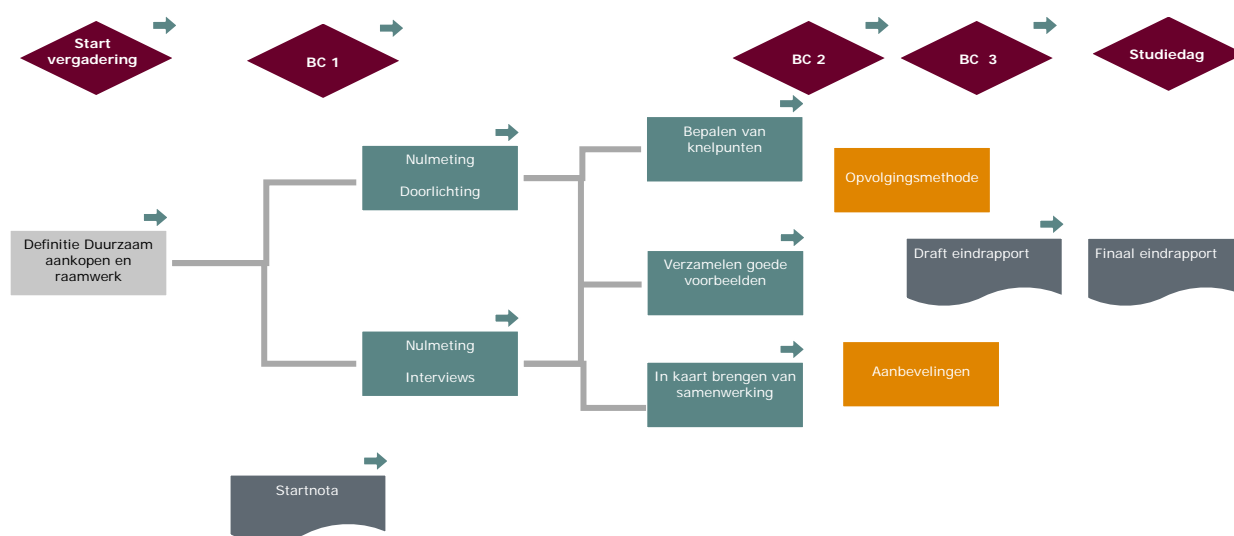 Start
vergadering
BC 1
BC 2
BC 3
Studiedag
Bepalen van
knelpunten
Nulmeting
Doorlichting
Opvolgingsmethode
Definitie Duurzaam
aankopen en
raamwerk
Verzamelen goede
voorbeelden
Draft eindrapport
Finaal eindrapport
Nulmeting
Interviews
In kaart brengen van
samenwerking
Aanbevelingen
Startnota